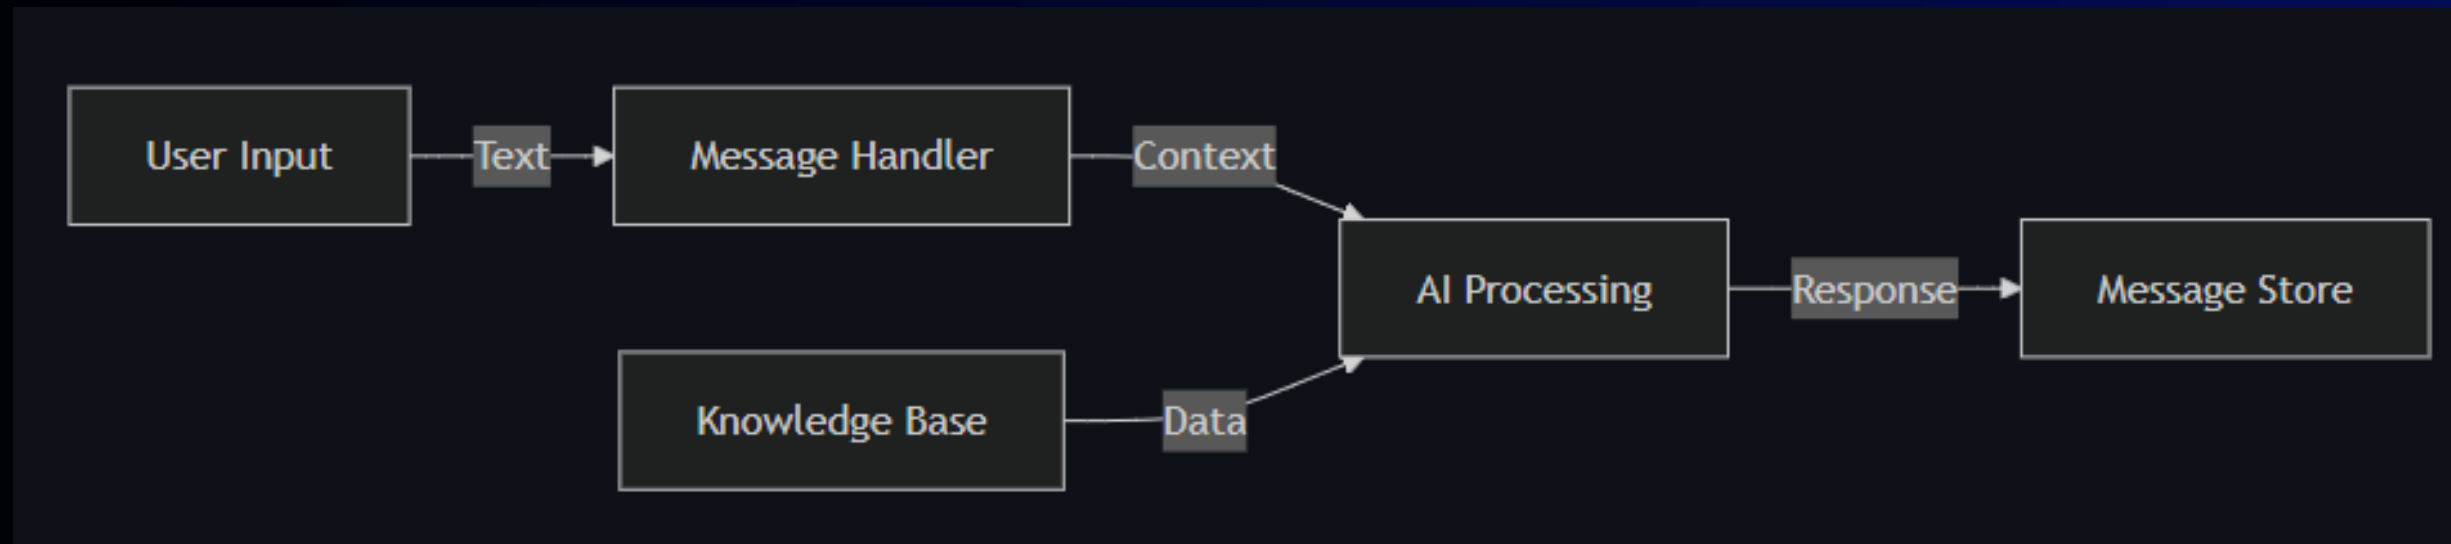 User Input
Text
Message Handler
Context
AI Processing
Response
Message Store
Knowledge Base
Data